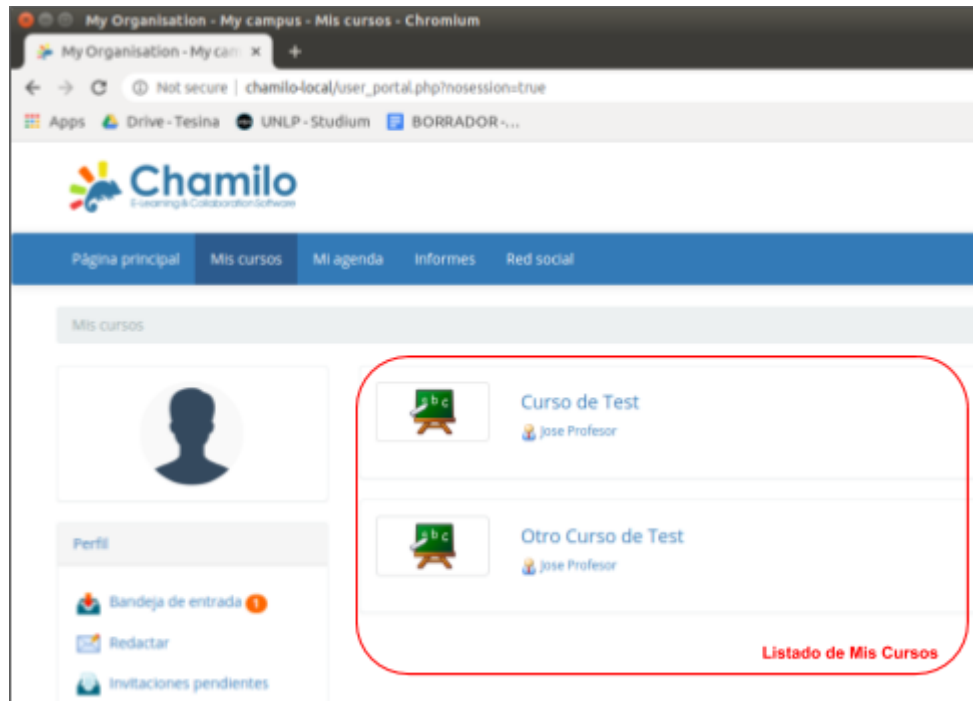 My Organisation - My campus - Mis cursos - Chromium
My Organisation - My cam
Not secure | chamilo-local/user_portal.php?nosession=true
Apps Drive - Tesina UNLP - Studium BORRADOR -...
Chamilo
E-Learning & Collaboration Software
Página principal Mis cursos Mi agenda Informes Red social
Mis cursos
Curso de Test
Jose Profesor
Otro Curso de Test
Jose Profesor
Listado de Mis Cursos
Perfil
Bandeja de entrada 1
Redactar
Invitaciones pendientes